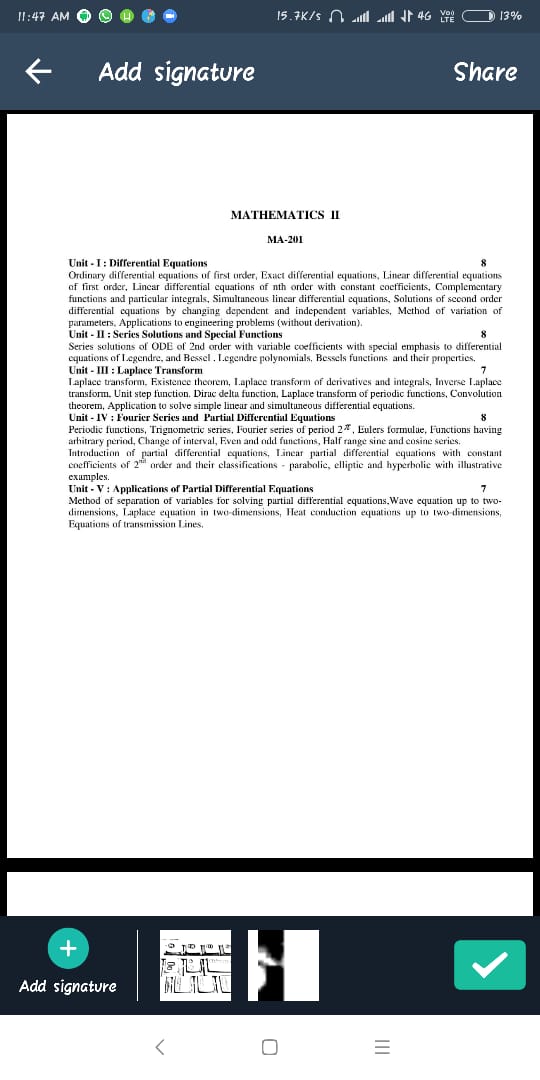 11:47 AM 15.7K/s 4G VoLTE 13%
Add signature Share
MATHEMATICS II
MA-201
Unit - I : Differential Equations 8
Ordinary differential equations of first order, Exact differential equations, Linear differential equations
of first order, Linear differential equations of nth order with constant coefficients, Complementary
functions and particular integrals, Simultaneous linear differential equations, Solutions of second order
differential equations by changing dependent and independent variables, Method of variation of
parameters, Applications to engineering problems (without derivation).
Unit - II : Series Solutions and Special Functions 8
Series solutions of ODE of 2nd order with variable coefficients with special emphasis to differential
equations of Legendre, and Bessel . Legendre polynomials, Bessels functions and their properties.
Unit - III : Laplace Transform 7
Laplace transform, Existence theorem, Laplace transform of derivatives and integrals, Inverse Laplace
transform, Unit step function, Dirac delta function, Laplace transform of periodic functions, Convolution
theorem, Application to solve simple linear and simultaneous differential equations.
Unit - IV : Fourier Series and Partial Differential Equations 8
Periodic functions, Trignometric series, Fourier series of period 2π, Eulers formulae, Functions having
arbitrary period, Change of interval, Even and odd functions, Half range sine and cosine series.
Introduction of partial differential equations, Linear partial differential equations with constant
coefficients of 2nd order and their classifications - parabolic, elliptic and hyperbolic with illustrative
examples.
Unit - V : Applications of Partial Differential Equations 7
Method of separation of variables for solving partial differential equations,Wave equation up to two-
dimensions, Laplace equation in two-dimensions, Heat conduction equations up to two-dimensions,
Equations of transmission Lines.
Add signature